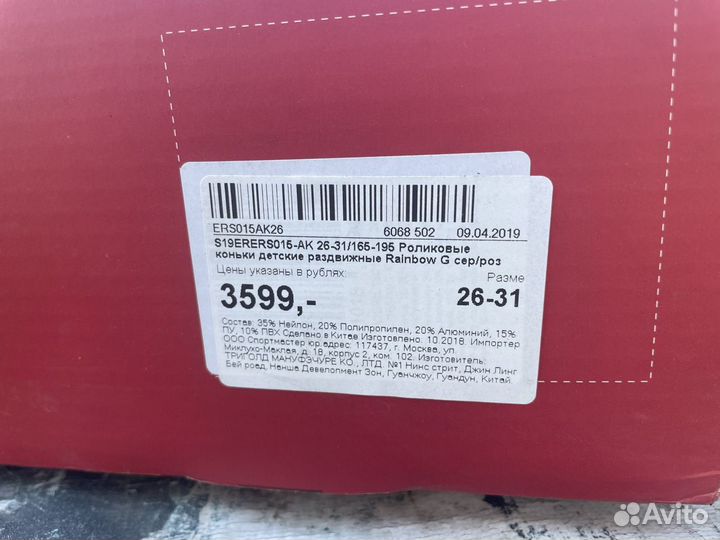 ERS015AK26 6068 502 09.04.2019
S19ERERS015-AK 26-31/165-195 Роликовые
коньки детские раздвижные Rainbow G сер/роз
Цены указаны в рублях: Разме
3599,- 26-31
Состав: 35% Нейлон, 20% Полипропилен, 20% Алюминий, 15%
ПУ, 10% ПВХ Сделано в Китае Изготовлено: 10.2018. Импортер
ООО Спортмастер юр.адрес: 117437, г. Москва, ул.
Миклухо-Маклая, д. 18, корпус 2, ком. 102. Изготовитель:
ТРИГОЛД МАНУФЭЧУРЕ КО., ЛТД. №1 Нинс стрит, Джин Линг
Бей роад, Нанша Девелопмент Зон, Гуанчжоу, Гуандун, Китай
Avito